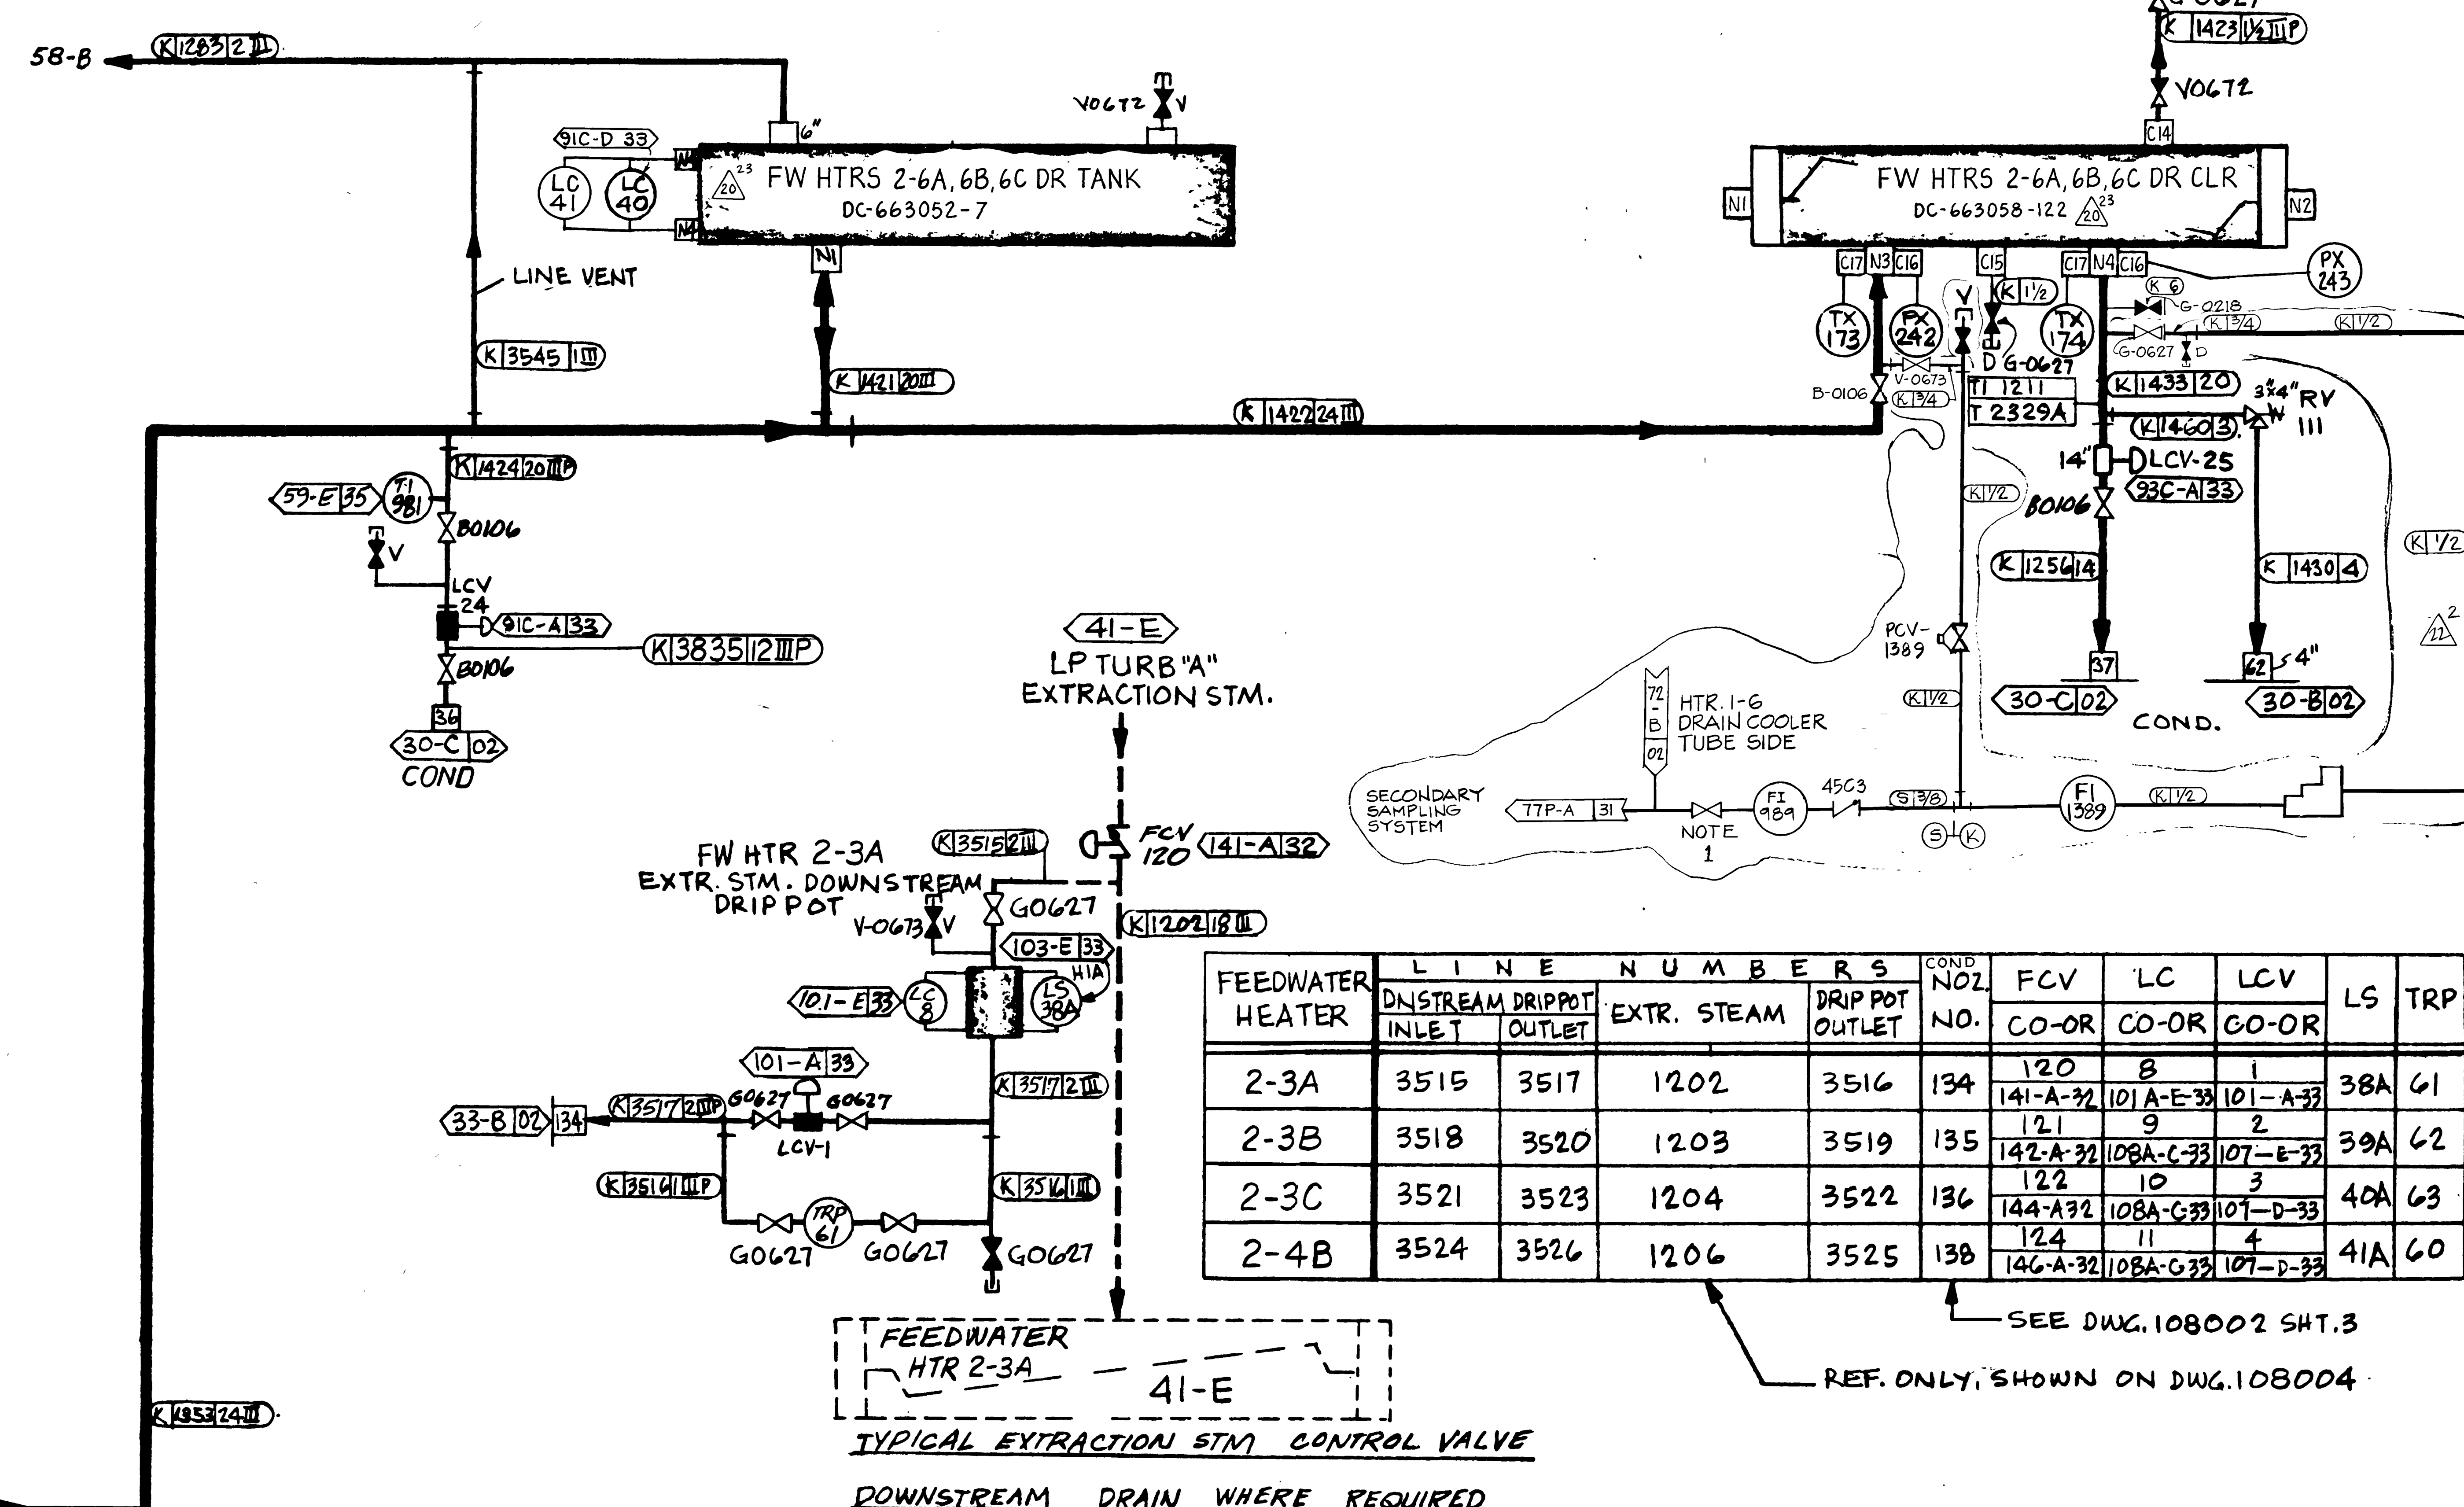 58-B
K 1283 2 III
G-0627
K 1423 1½ III P
V0672
C14
V0672
V
6"
91C-D 33
LC
41
LC
40
N4
N4
20 23
FW HTRS 2-6A, 6B, 6C DR TANK
DC-663052-7
N1
LINE VENT
K 3545 1 III
K 1421 20 III
K 1422 24 III
N1
FW HTRS 2-6A, 6B, 6C DR CLR
DC-663058-122
20 23
N2
C17 N3 C16
C15
C17 N4 C16
PX
243
TX
173
PX
242
V
K 1½
TX
174
K 6
G-0218
K 3/4
K 1/2
G-0627
D
D G-0627
V-0673
K 3/4
B-0106
TI 1211
T 2329A
K 1433 20
3"x4" RV
111
K 1460 3
14"
LCV-25
93C-A 33
B0106
K 1/2
K 1256 14
K 1430 4
K 1/2
22 2
37
62
4"
30-C 02
30-B 02
COND.
PCV-
1389
K 1/2
K 1424 20 III P
59-E 35
TI
981
B0106
V
LCV
24
91C-A 33
K 3835 12 III P
B0106
36
30-C 02
COND
41-E
LP TURB "A"
EXTRACTION STM.
72
-
B
02
HTR. 1-6
DRAIN COOLER
TUBE SIDE
SECONDARY
SAMPLING
SYSTEM
77P-A 31
NOTE
1
FI
989
45C3
S 3/8
S K
FI
1389
K 1/2
FCV
120
141-A 32
K 3515 2 III
FW HTR 2-3A
EXTR. STM. DOWNSTREAM
DRIP POT
G0627
V-0673
V
K 1202 18 III
103-E 33
HIA
101-E 33
LC
8
LS
38A
101-A 33
K 3517 2 III
K 3517 2 III P
G0627
G0627
33-B 02
134
LCV-1
K 3516 1 III P
K 3516 1 III
TRP
61
G0627
G0627
G0627
K 1853 24 III
FEEDWATER
HTR 2-3A
41-E
TYPICAL EXTRACTION STM CONTROL VALVE
DOWNSTREAM DRAIN WHERE REQUIRED
FEEDWATER
HEATER
LINE NUMBERS
DNSTREAM DRIPPOT
INLET OUTLET
EXTR. STEAM
DRIP POT
OUTLET
COND
NOZ.
NO.
FCV
CO-OR
LC
CO-OR
LCV
CO-OR
LS
TRP
2-3A 3515 3517 1202 3516 134 120 8 1 38A 61
141-A-32 101A-E-33 101-A-33
2-3B 3518 3520 1203 3519 135 121 9 2 39A 62
142-A-32 108A-C-33 107-E-33
2-3C 3521 3523 1204 3522 136 122 10 3 40A 63
144-A32 108A-C33 107-D-33
2-4B 3524 3526 1206 3525 138 124 11 4 41A 60
146-A-32 108A-C33 107-D-33
SEE DWG. 108002 SHT. 3
REF. ONLY, SHOWN ON DWG. 108004